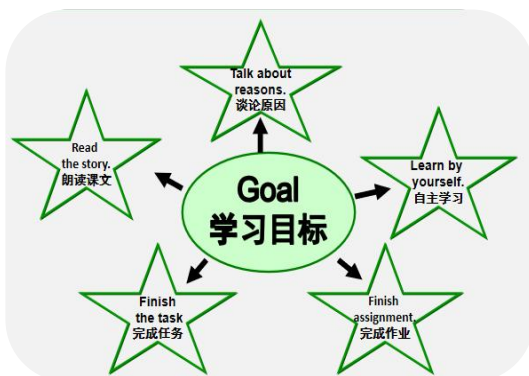 Talk about
reasons.
谈论原因
Read
the story.
朗读课文
Learn by
yourself.
自主学习
Goal
学习目标
Finish
the task
完成任务
Finish
assignment.
完成作业